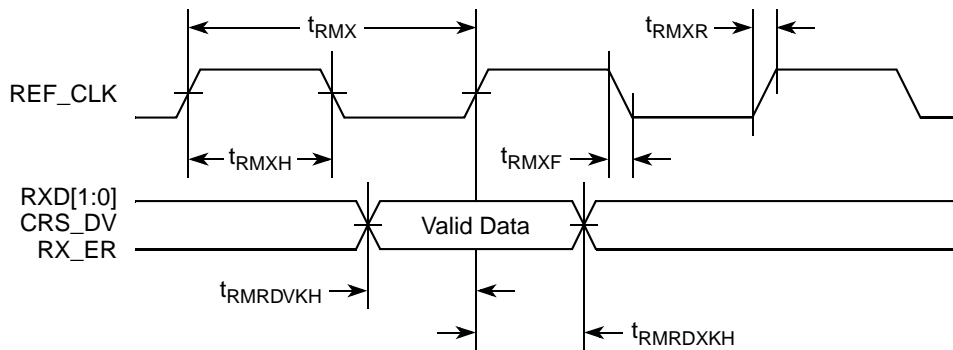 tRMX
tRMXR
REF_CLK
tRMXH
tRMXF
RXD[1:0]
CRS_DV
RX_ER
Valid Data
tRMRDVKH
tRMRDXKH